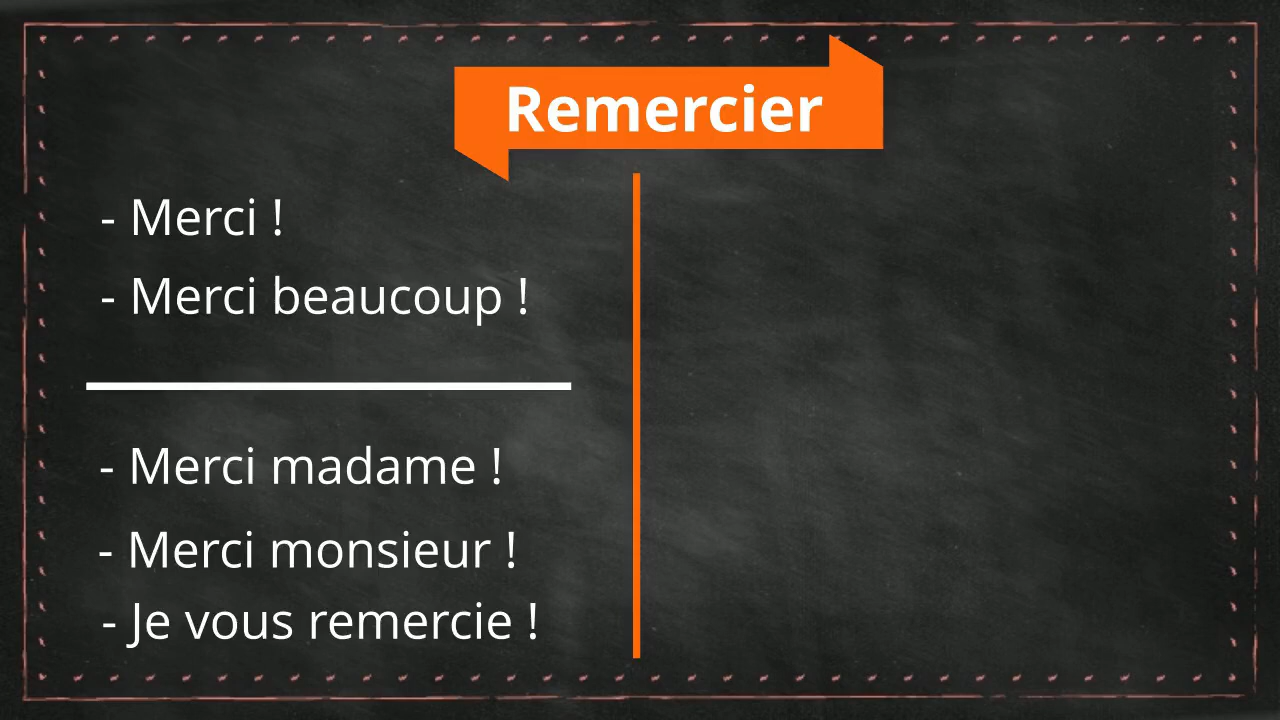 Remercier
- Merci !
- Merci beaucoup !
- Merci madame !
- Merci monsieur !
- Je vous remercie !